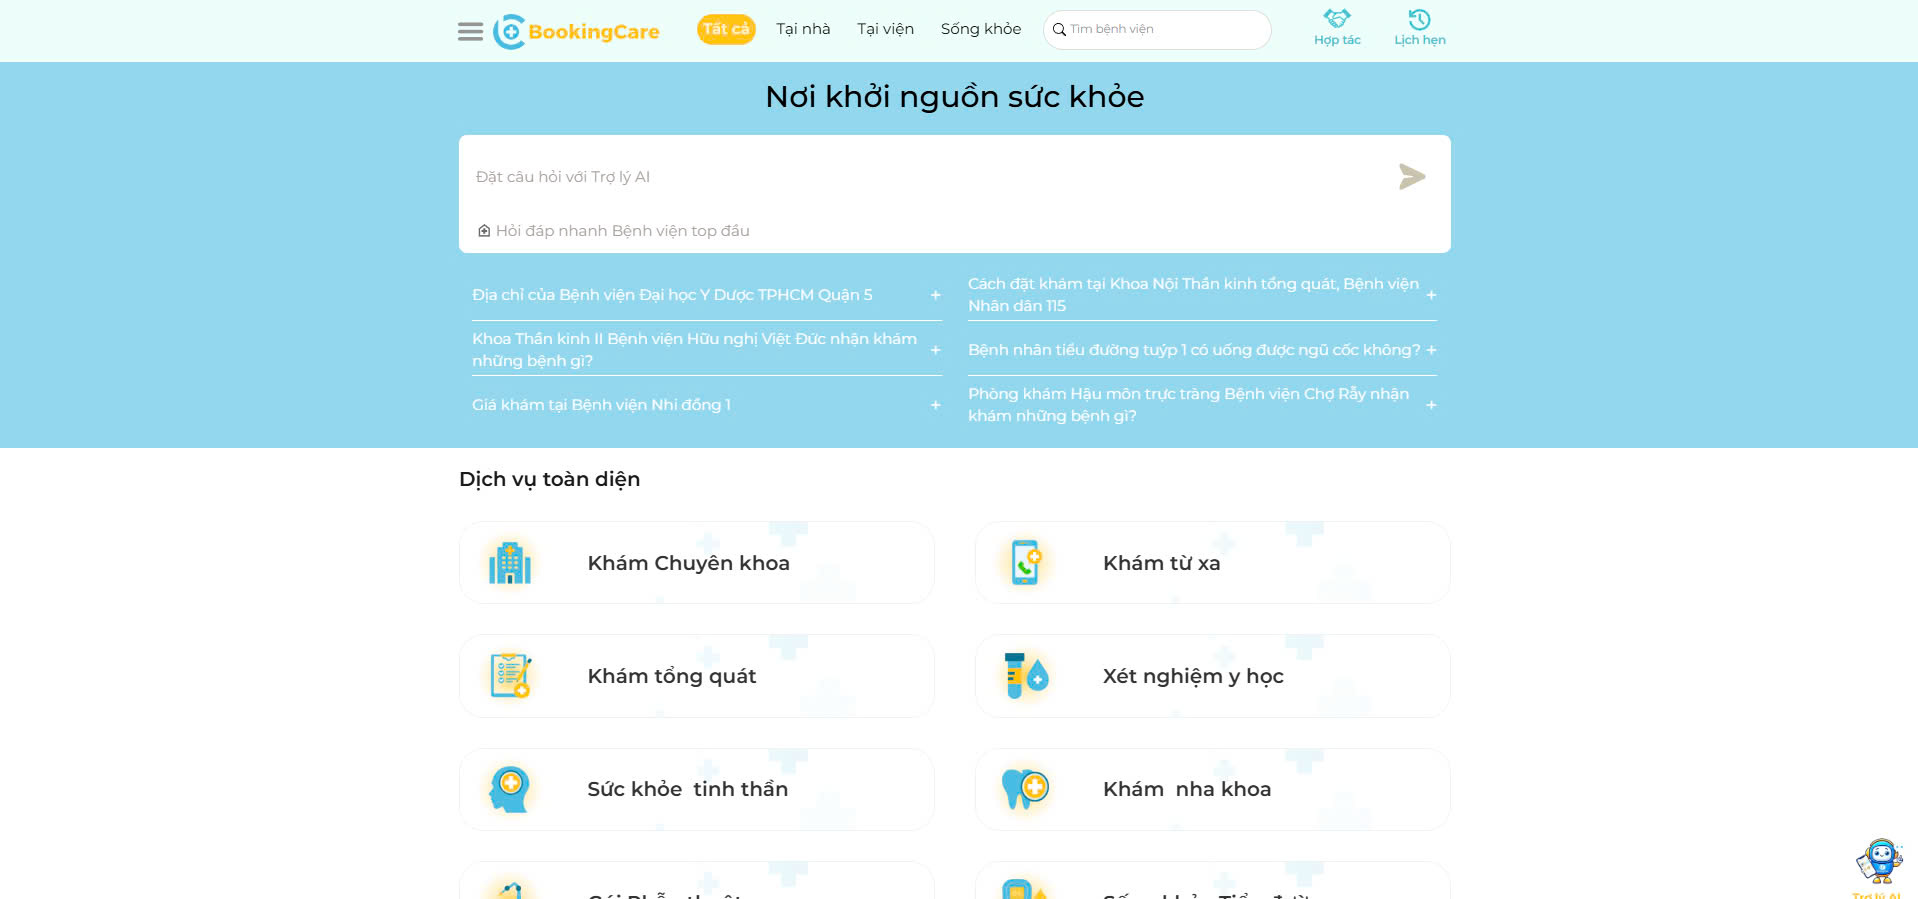 BookingCare
Tất cả
Tại nhà
Tại viện
Sống khỏe
Tìm bệnh viện
Hợp tác
Lịch hẹn
Nơi khởi nguồn sức khỏe
Đặt câu hỏi với Trợ lý AI
Hỏi đáp nhanh Bệnh viện top đầu
Địa chỉ của Bệnh viện Đại học Y Dược TPHCM Quận 5 +
Cách đặt khám tại Khoa Nội Thần kinh tổng quát, Bệnh viện
Nhân dân 115 +
Khoa Thần kinh II Bệnh viện Hữu nghị Việt Đức nhận khám
những bệnh gì? +
Bệnh nhân tiểu đường tuýp 1 có uống được ngũ cốc không? +
Giá khám tại Bệnh viện Nhi đồng 1 +
Phòng khám Hậu môn trực tràng Bệnh viện Chợ Rẫy nhận
khám những bệnh gì? +
Dịch vụ toàn diện
Khám Chuyên khoa
Khám từ xa
Khám tổng quát
Xét nghiệm y học
Sức khỏe tinh thần
Khám nha khoa
Gói Phẫu thuật
Sống khỏe Tiểu đường
Trợ lý AI